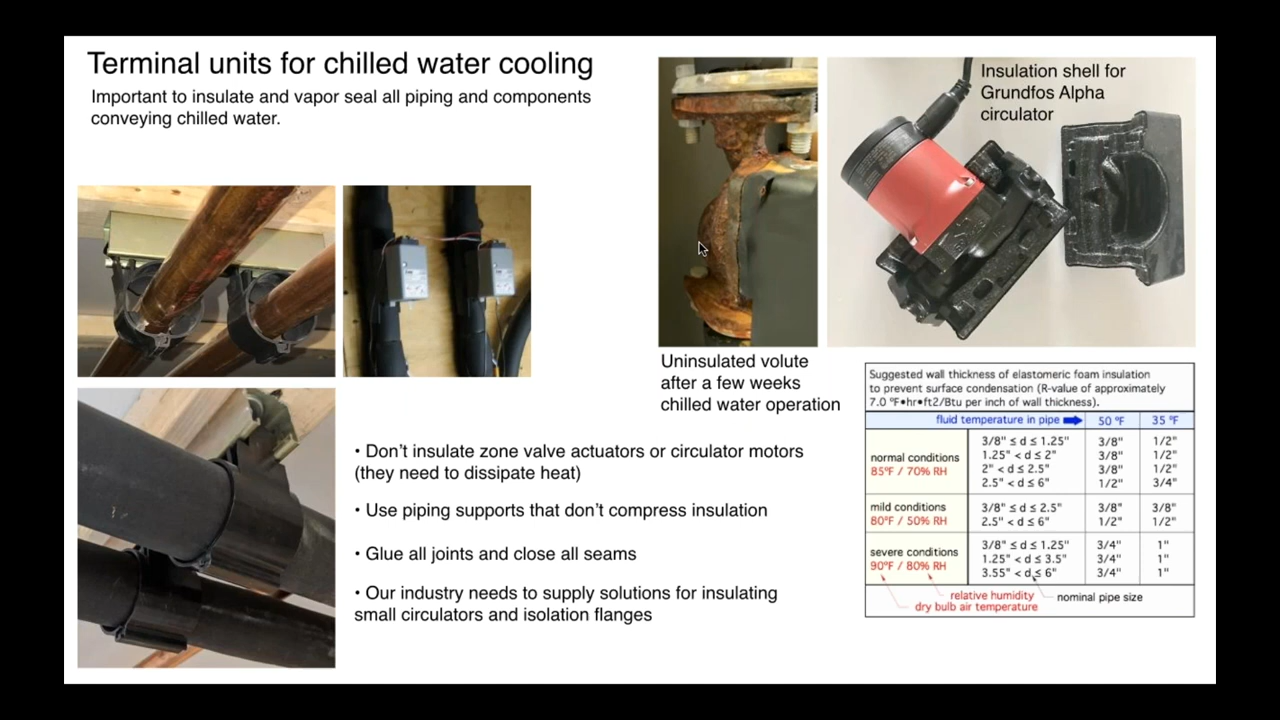 Terminal units for chilled water cooling
Important to insulate and vapor seal all piping and components
conveying chilled water.
Insulation shell for
Grundfos Alpha
circulator
Uninsulated volute
after a few weeks
chilled water operation
• Don't insulate zone valve actuators or circulator motors
(they need to dissipate heat)
• Use piping supports that don't compress insulation
• Glue all joints and close all seams
• Our industry needs to supply solutions for insulating
small circulators and isolation flanges
Suggested wall thickness of elastomeric foam insulation
to prevent surface condensation (R-value of approximately
7.0 ºF•hr•ft2/Btu per inch of wall thickness).
fluid temperature in pipe 50 ºF 35 ºF
normal conditions
85ºF / 70% RH
3/8" ≤ d ≤ 1.25" 3/8" 1/2"
1.25" < d ≤ 2" 3/8" 1/2"
2" < d ≤ 2.5" 3/8" 1/2"
2.5" < d ≤ 6" 1/2" 3/4"
mild conditions
80ºF / 50% RH
3/8" ≤ d ≤ 2.5" 3/8" 3/8"
2.5" < d ≤ 6" 1/2" 1/2"
severe conditions
90ºF / 80% RH
3/8" ≤ d ≤ 1.25" 3/4" 1"
1.25" < d ≤ 3.5" 3/4" 1"
3.55" < d ≤ 6" 3/4" 1"
relative humidity
dry bulb air temperature
nominal pipe size